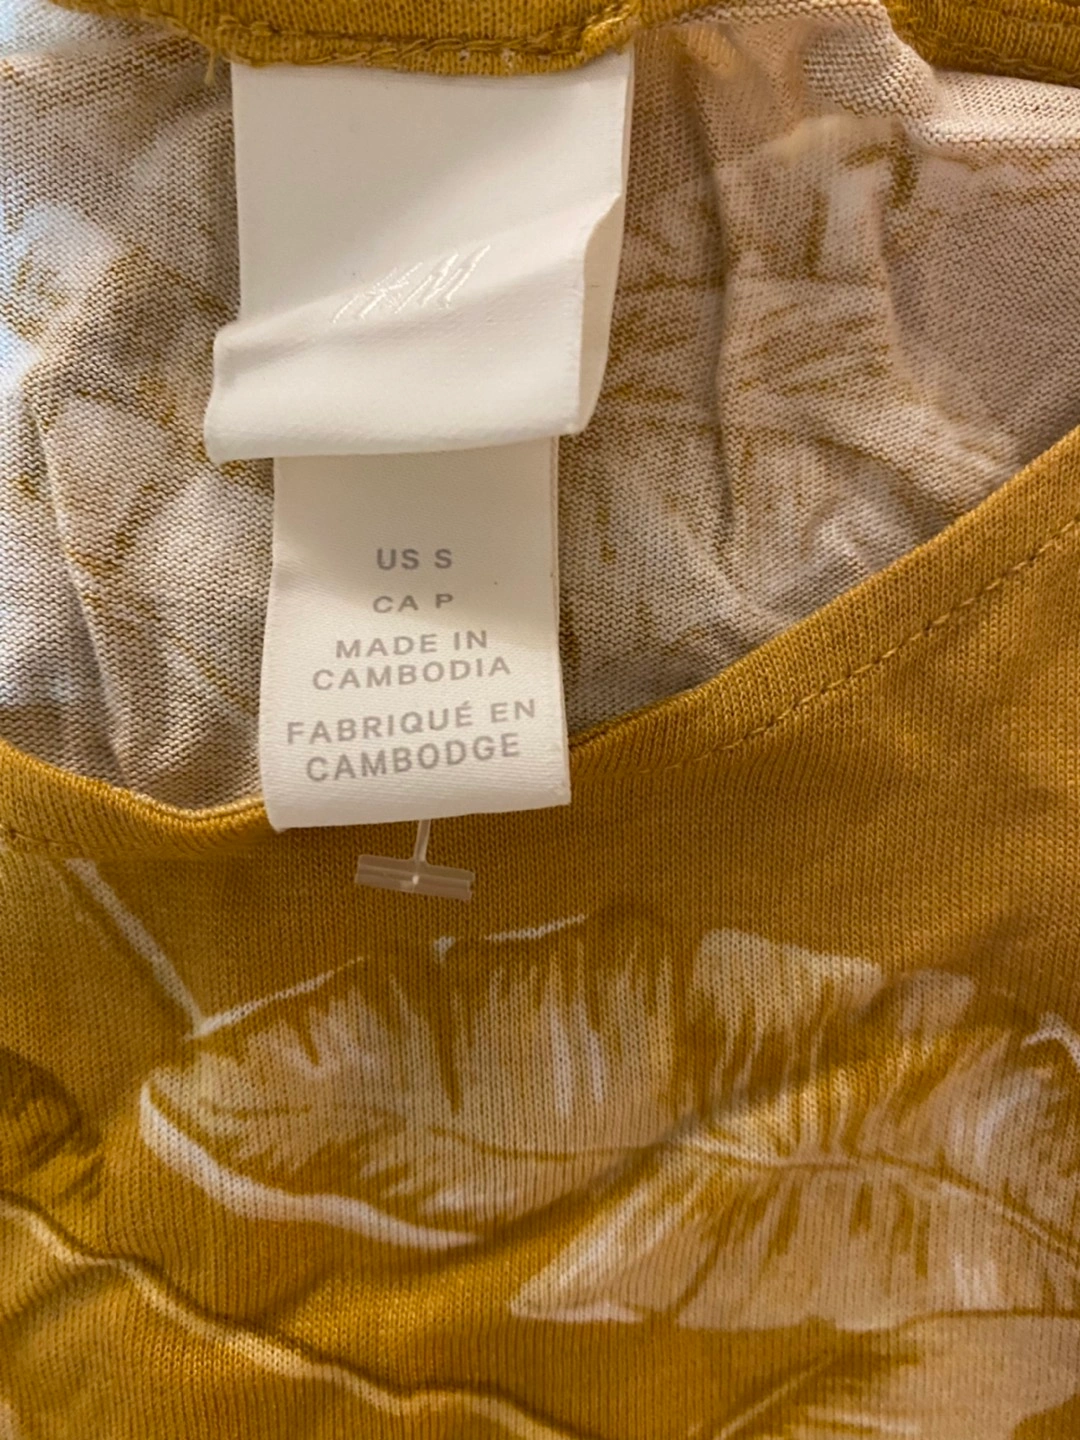 US S
CA P
MADE IN
CAMBODIA
FABRIQUÉ EN
CAMBODGE